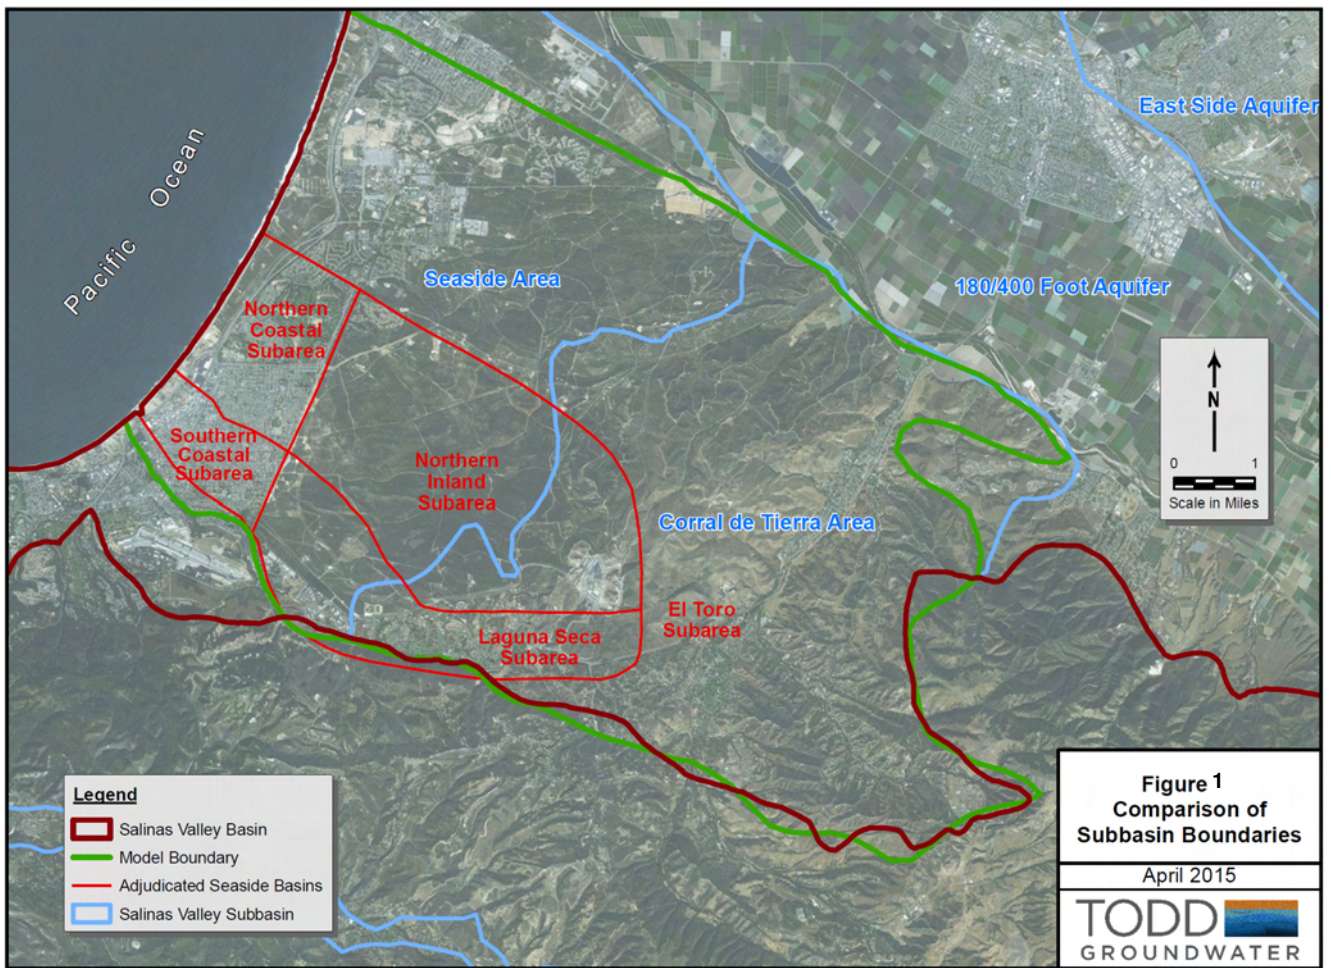 Pacific Ocean
East Side Aquifer
Seaside Area
180/400 Foot Aquifer
Northern
Coastal
Subarea
N
Southern
Coastal
Subarea
Northern
Inland
Subarea
0 1
Scale in Miles
Corral de Tierra Area
El Toro
Subarea
Laguna Seca
Subarea
Legend
Salinas Valley Basin
Model Boundary
Adjudicated Seaside Basins
Salinas Valley Subbasin
Figure 1
Comparison of
Subbasin Boundaries
April 2015
TODD
GROUNDWATER